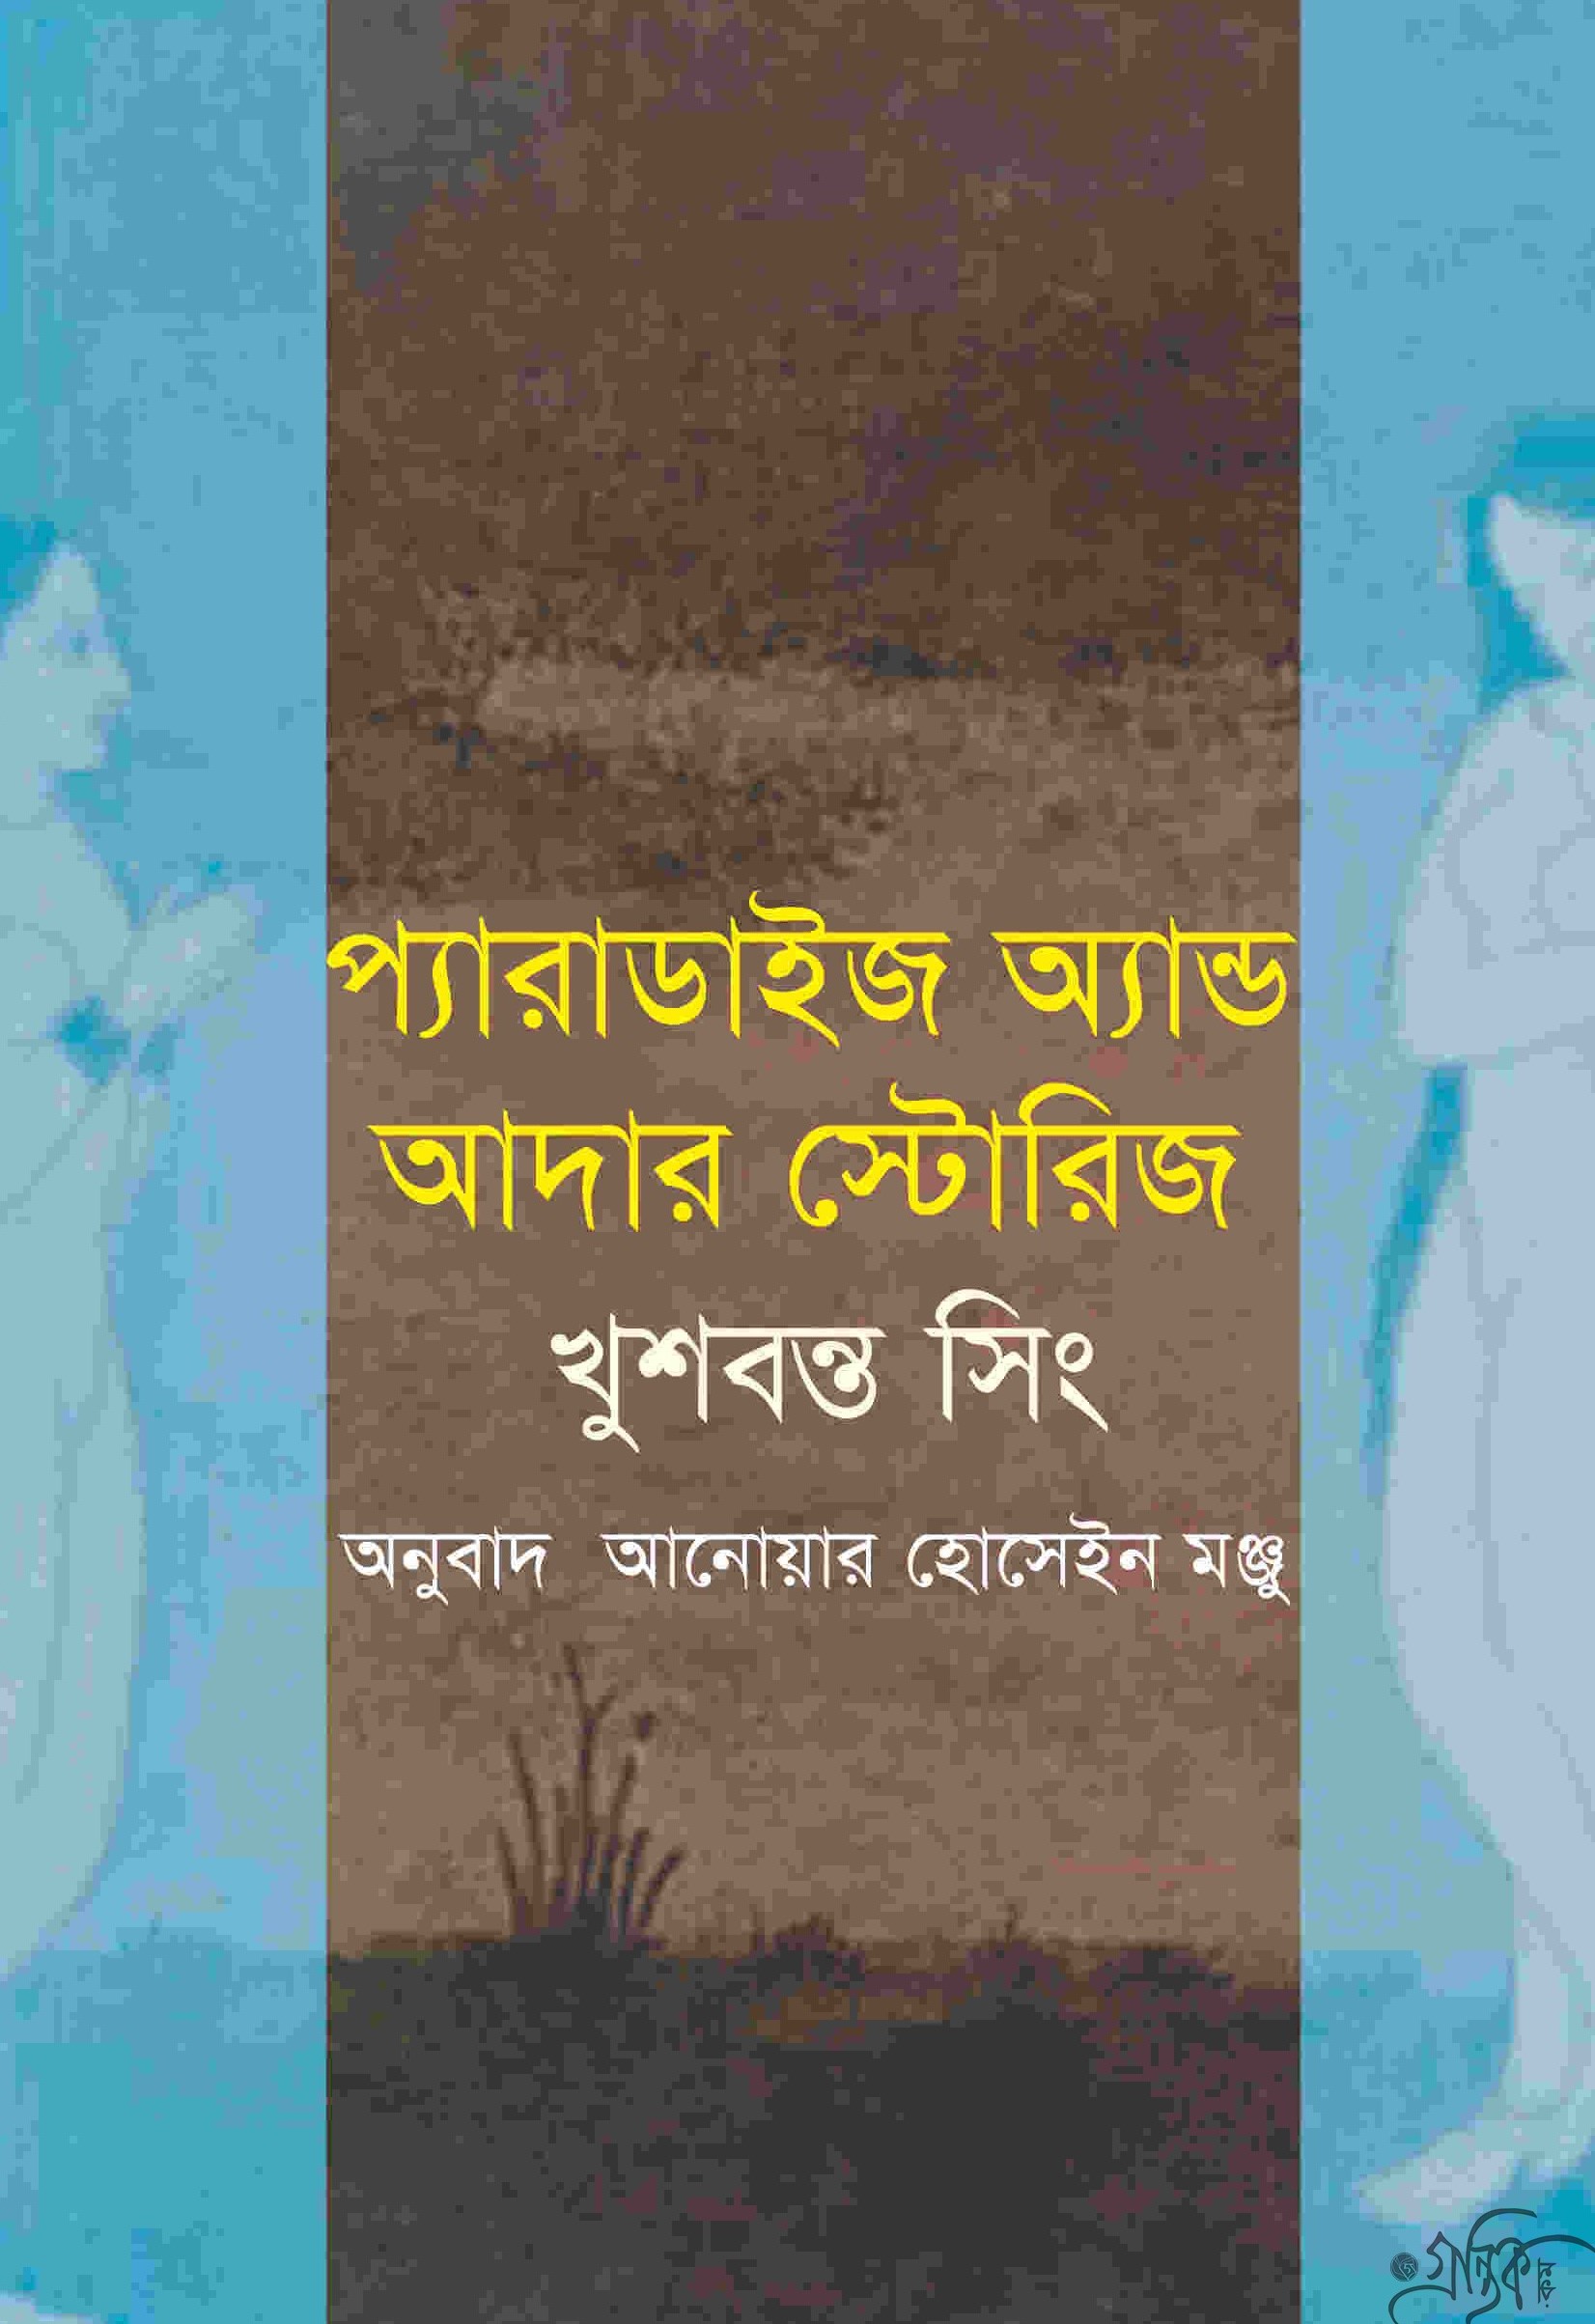 প্যারাডাইজ অ্যান্ড
আদার স্টোরিজ
খুশবন্ত সিং
অনুবাদ আনোয়ার হোসেইন মঞ্জু